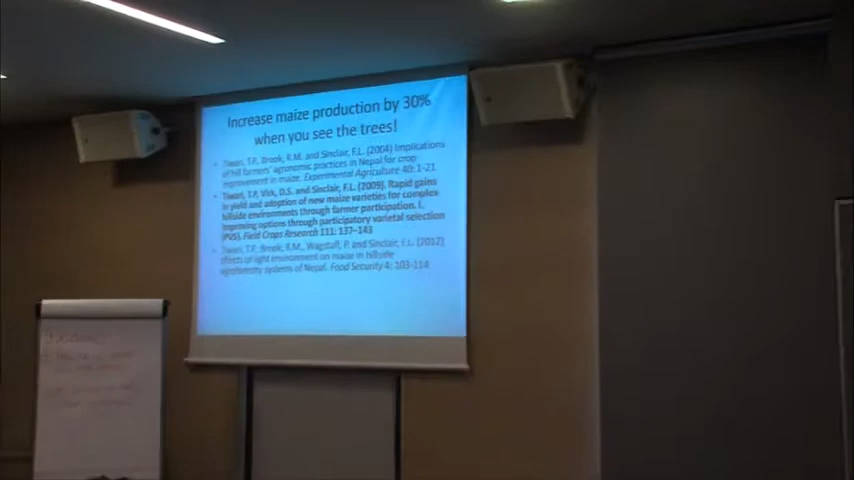 Increase maize production by 30%
when you see the trees!
• Tiwari, T.P., Brook, R.M. and Sinclair, F.L. (2004) Implications
of hill farmers' agronomic practices in Nepal for crop
improvement in maize. Experimental Agriculture 40: 1-21
• Tiwari, T.P., Virk, D.S. and Sinclair, F.L. (2009). Rapid gains
in yield and adoption of new maize varieties for complex
hillside environments through farmer participation. I.
Improving options through participatory varietal selection
(PVS). Field Crops Research 111: 137–143
• Tiwari, T.P., Brook, R.M., Wagstaff, P. and Sinclair, F.L. (2012)
Effects of light environment on maize in hillside
agroforestry systems of Nepal. Food Security 4: 103-114